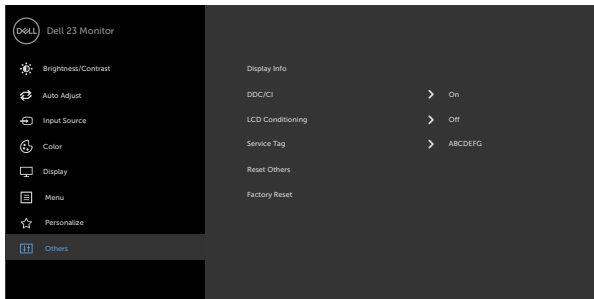 DELL Dell 23 Monitor
Brightness/Contrast
Auto Adjust
Input Source
Color
Display
Menu
Personalize
Others
Display Info
DDC/CI On
LCD Conditioning Off
Service Tag ABCDEFG
Reset Others
Factory Reset